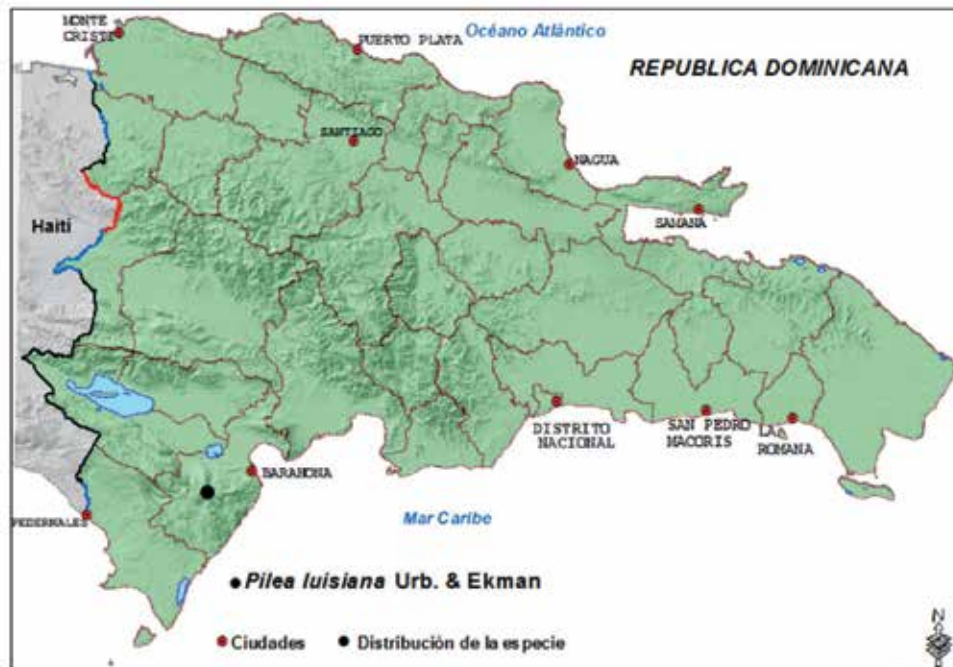 MONTE
CRISTI
PUERTO PLATA
Océano Atlántico
REPUBLICA DOMINICANA
SANTIAGO
NAGUA
SAMANA
Haití
DISTRITO
NACIONAL
SAN PEDRO
MACORIS
LA
ROMANA
BARAHONA
PEDERNALES
Mar Caribe
Pilea luisiana Urb. & Ekman
Ciudades
Distribución de la especie
N